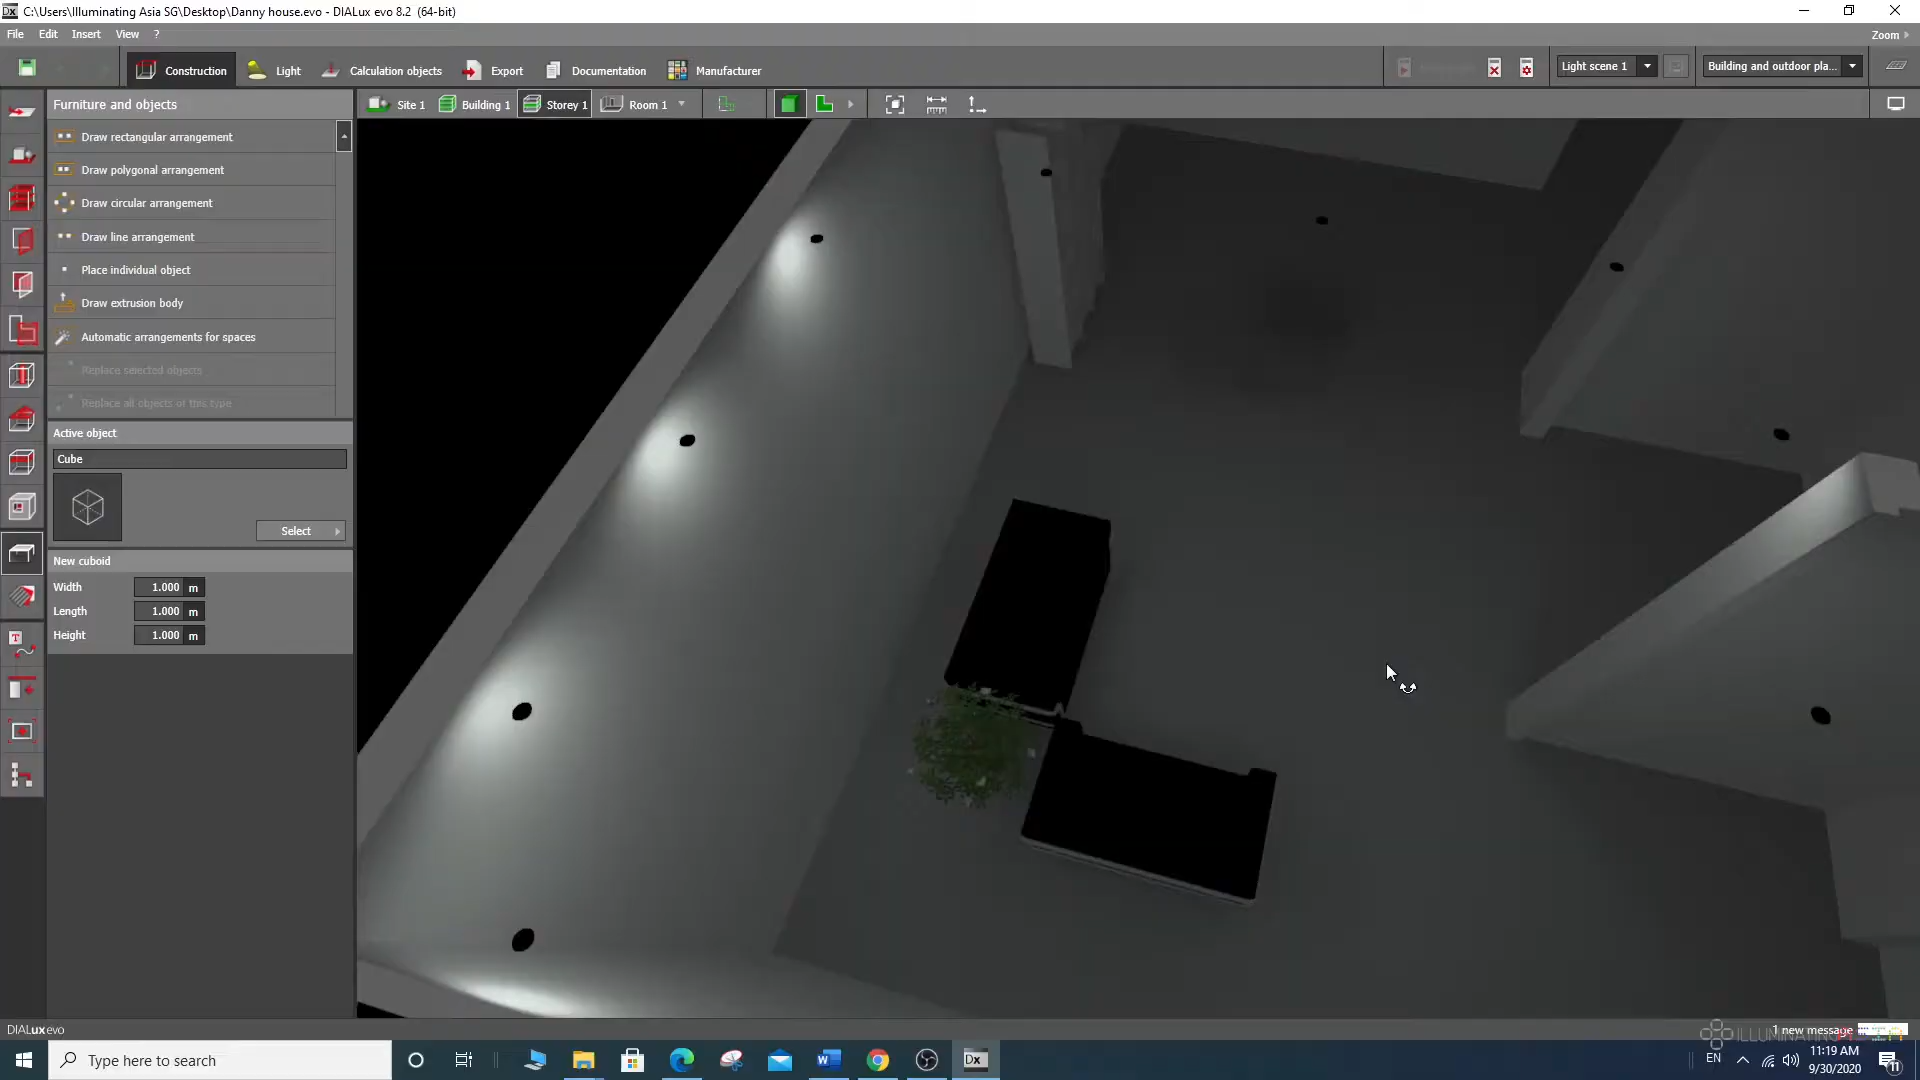 C:\Users\Illuminating Asia SG\Desktop\Danny house.evo - DIALux evo 8.2 (64-bit)
File Edit Insert View ?
Zoom
Construction Light Calculation objects Export Documentation Manufacturer
Light scene 1
Building and outdoor pla...
Furniture and objects
Site 1 Building 1 Storey 1 Room 1
Draw rectangular arrangement
Draw polygonal arrangement
Draw circular arrangement
Draw line arrangement
Place individual object
Draw extrusion body
Automatic arrangements for spaces
Replace selected objects
Replace all objects of this type
Active object
Cube
Select
New cuboid
Width 1.000 m
Length 1.000 m
Height 1.000 m
DIALux evo
1 new message
Type here to search
EN
11:19 AM
9/30/2020
11